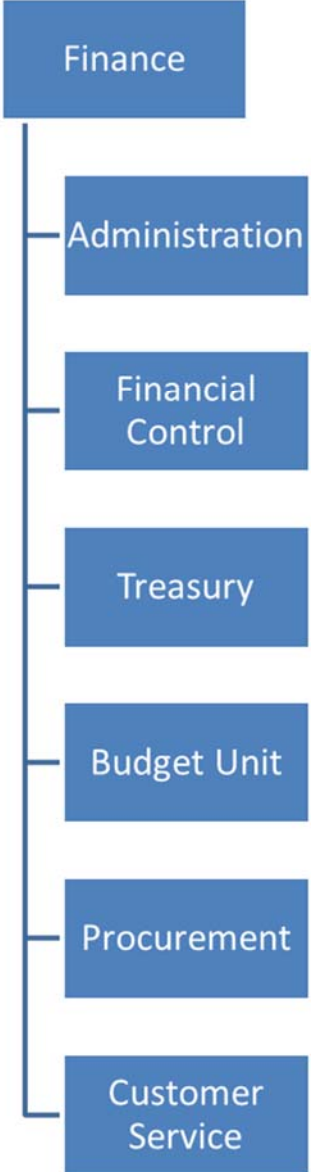 Finance
Administration
Financial
Control
Treasury
Budget Unit
Procurement
Customer
Service